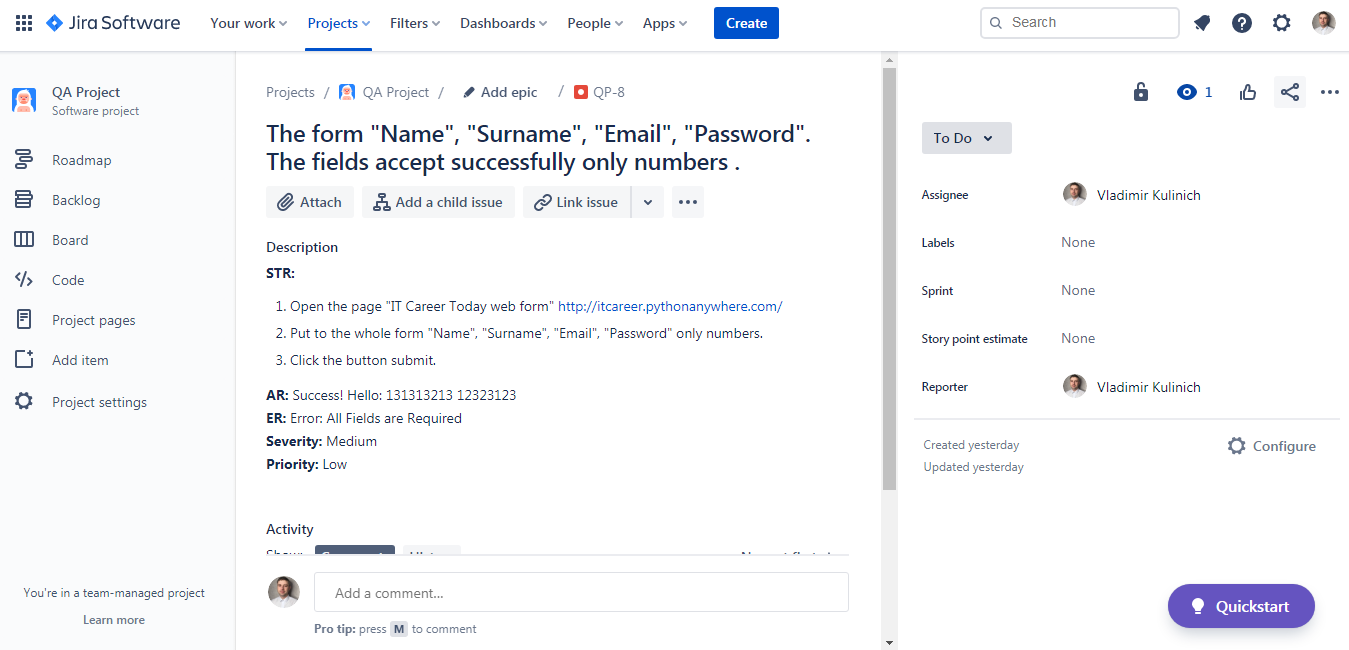 Jira Software
Your work
Projects
Filters
Dashboards
People
Apps
Create
Search
QA Project
Software project
Roadmap
Backlog
Board
Code
Project pages
Add item
Project settings
You're in a team-managed project
Learn more
Projects / QA Project / Add epic / QP-8
The form "Name", "Surname", "Email", "Password".
The fields accept successfully only numbers .
Attach
Add a child issue
Link issue
Description
STR:
1. Open the page "IT Career Today web form" http://itcareer.pythonanywhere.com/
2. Put to the whole form "Name", "Surname", "Email", "Password" only numbers.
3. Click the button submit.
AR: Success! Hello: 131313213 12323123
ER: Error: All Fields are Required
Severity: Medium
Priority: Low
Activity
Add a comment...
Pro tip: press M to comment
1
To Do
Assignee
Vladimir Kulinich
Labels
None
Sprint
None
Story point estimate
None
Reporter
Vladimir Kulinich
Created yesterday
Updated yesterday
Configure
Quickstart